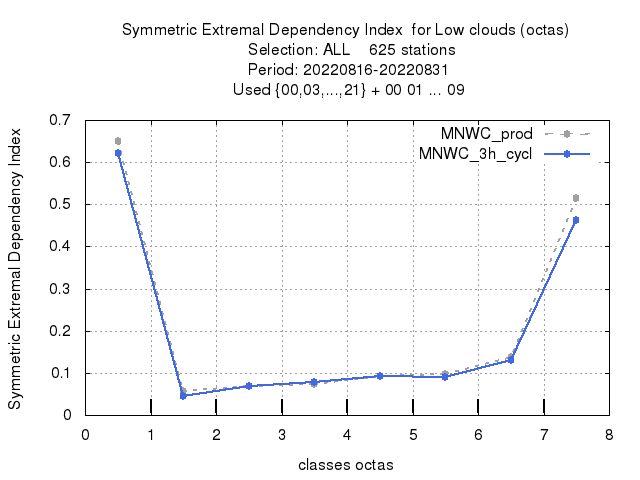 Symmetric Extremal Dependency Index  for Low clouds (octas)
Selection: ALL    625 stations
Period: 20220816-20220831
Used {00,03,...,21} + 00 01 ... 09
Symmetric Extremal Dependency Index
0.7
0.6
0.5
0.4
0.3
0.2
0.1
0
MNWC_prod
MNWC_3h_cycl
0 1 2 3 4 5 6 7 8
classes octas